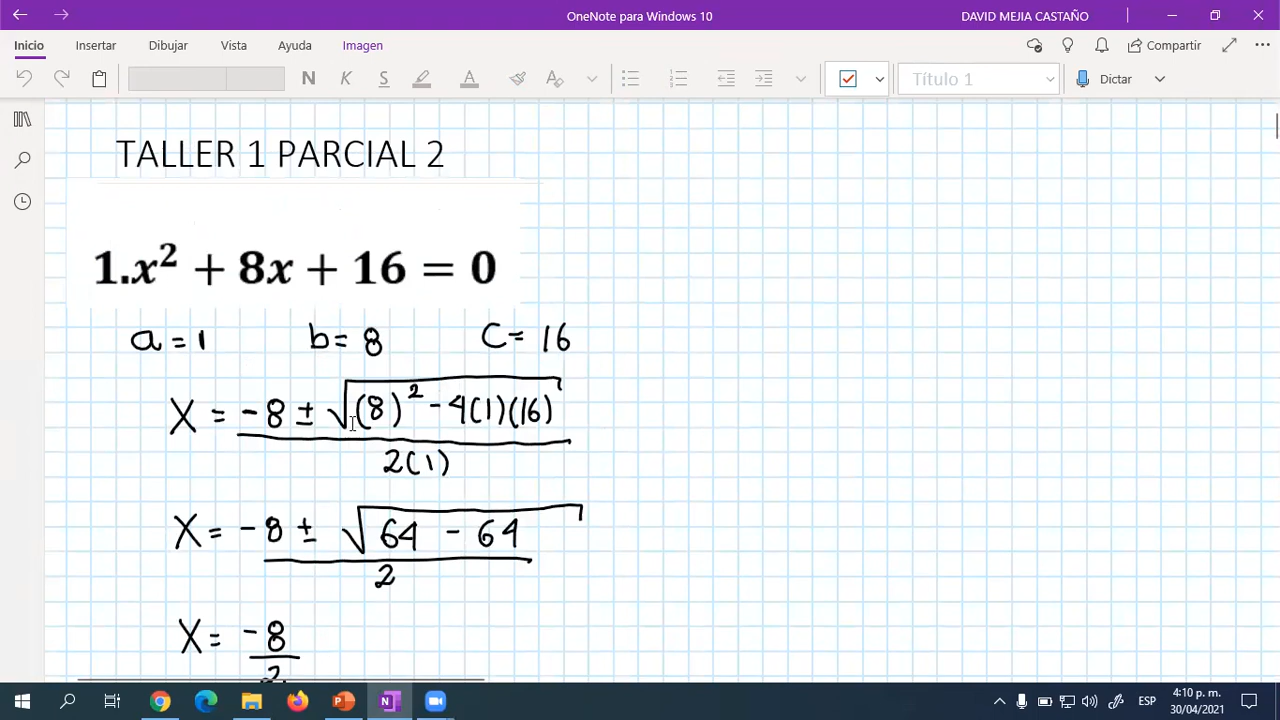 OneNote para Windows 10
DAVID MEJIA CASTAÑO
Inicio Insertar Dibujar Vista Ayuda Imagen Compartir
N K S A Título 1 Dictar
TALLER 1 PARCIAL 2
1.x² + 8x + 16 = 0
a = 1 b = 8 C = 16
X = -8 ± √(8)² - 4(1)(16)
2(1)
X = -8 ± √64 - 64
2
X = -8
2
ESP 4:10 p. m.
30/04/2021